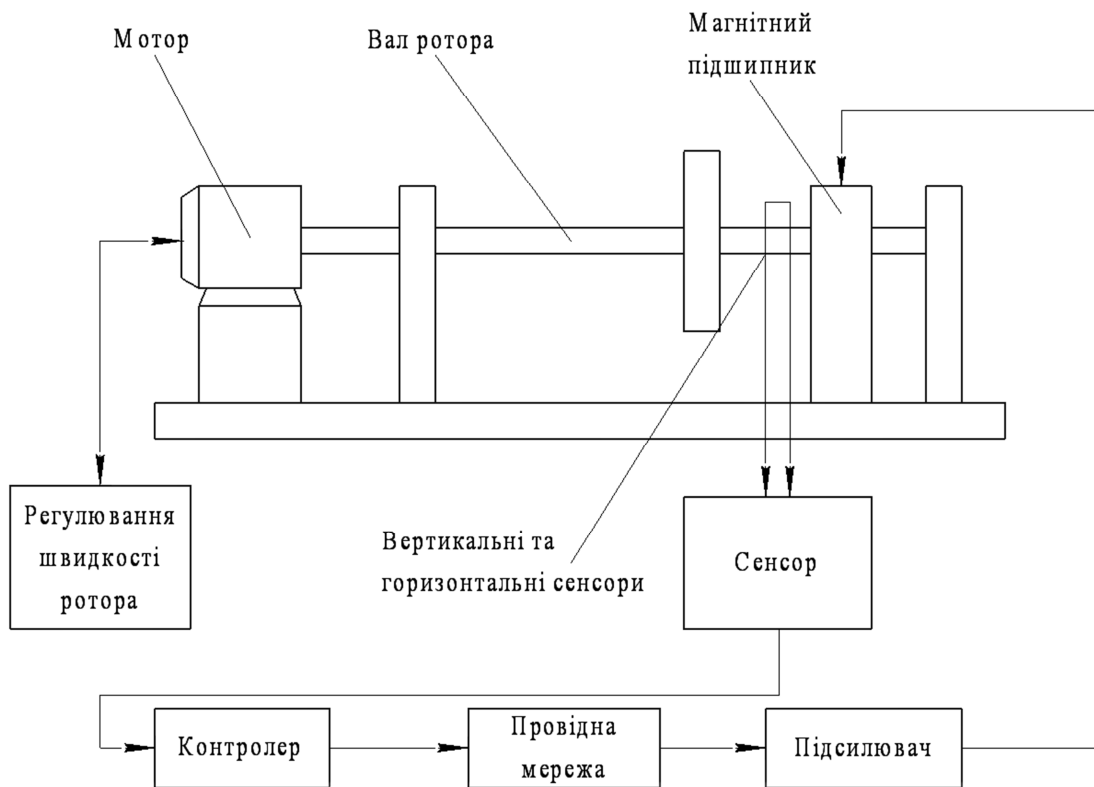 Мотор
Вал ротора
Магнітний
підшипник
Регулювання
швидкості
ротора
Вертикальні та
горизонтальні сенсори
Сенсор
Контролер
Провідна
мережа
Підсилювач